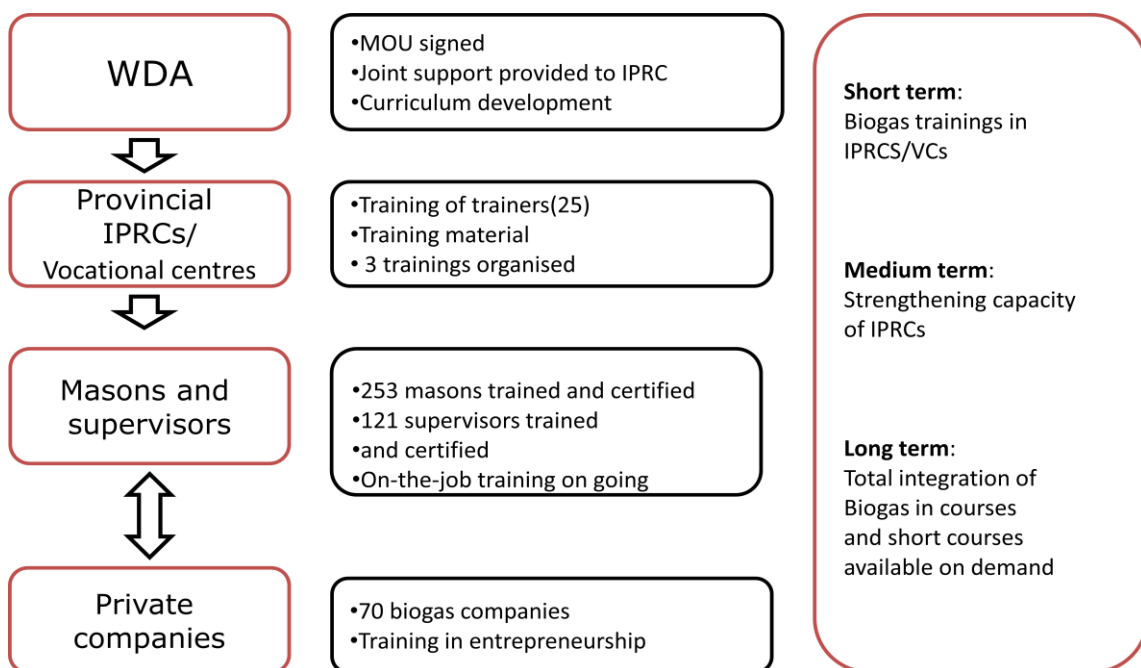 WDA
•MOU signed
•Joint support provided to IPRC
•Curriculum development
Provincial
IPRCs/
Vocational centres
•Training of trainers(25)
•Training material
• 3 trainings organised
Masons and
supervisors
•253 masons trained and certified
•121 supervisors trained
•and certified
•On-the-job training on going
Private
companies
•70 biogas companies
•Training in entrepreneurship
Short term:
Biogas trainings in
IPRCS/VCs
Medium term:
Strengthening capacity
of IPRCs
Long term:
Total integration of
Biogas in courses
and short courses
available on demand